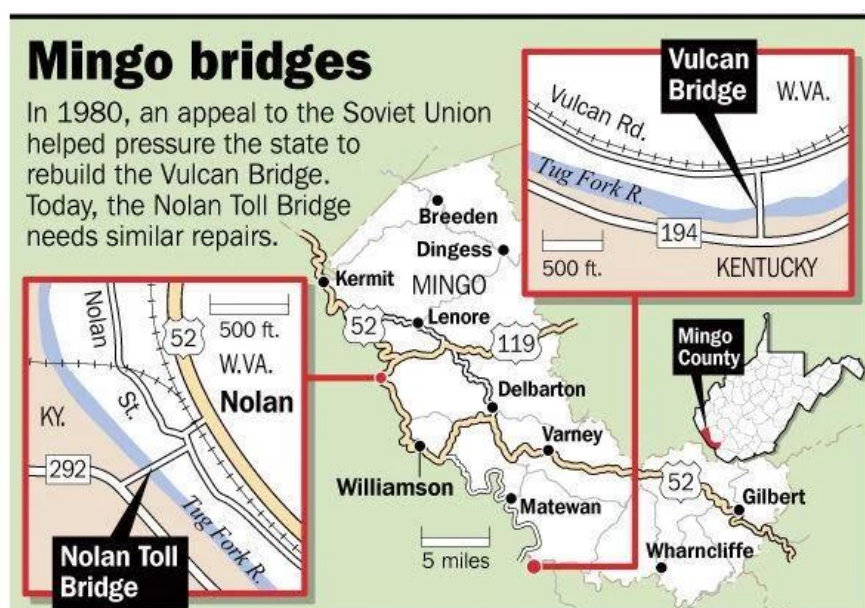 Mingo bridges
In 1980, an appeal to the Soviet Union
helped pressure the state to
rebuild the Vulcan Bridge.
Today, the Nolan Toll Bridge
needs similar repairs.
Vulcan
Bridge
W.VA.
Vulcan Rd.
Tug Fork R.
194
500 ft.
KENTUCKY
Breeden
Dingess
Kermit
MINGO
Lenore
52
119
Delbarton
Varney
Williamson
Matewan
52
Gilbert
Wharncliffe
5 miles
Mingo
County
Nolan
St.
52
500 ft.
W.VA.
Nolan
KY.
292
Tug Fork R.
Nolan Toll
Bridge